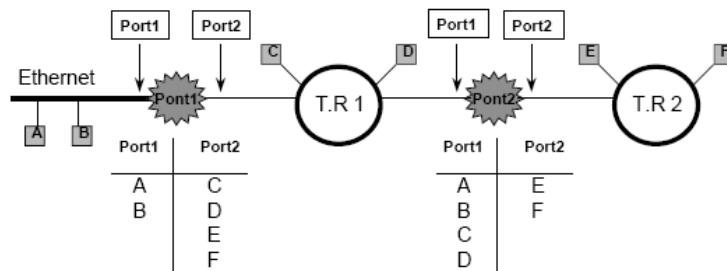 Port1 Port2 Port1 Port2
C D E F
Ethernet
Pont1 T.R 1 Pont2 T.R 2
A B
Port1 Port2 Port1 Port2
A C A E
B D B F
E C
F D